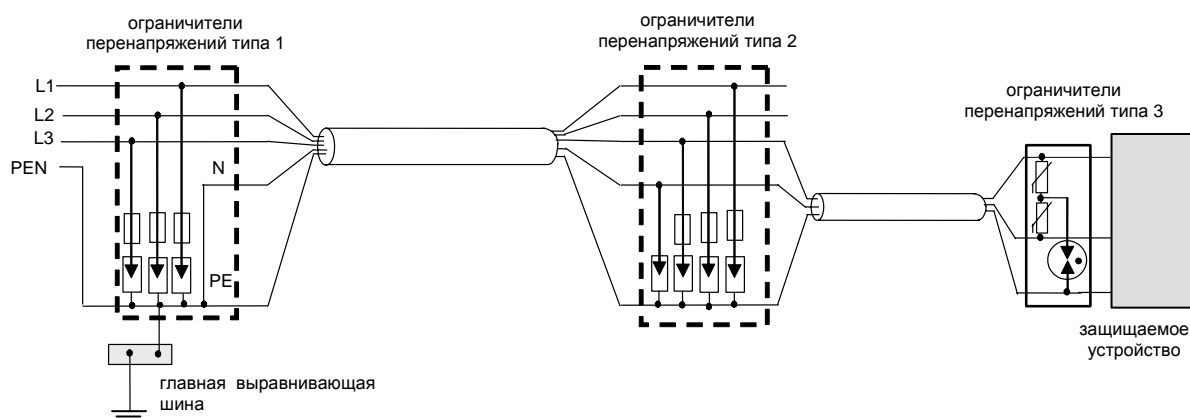 ограничители
перенапряжений типа 1
ограничители
перенапряжений типа 2
ограничители
перенапряжений типа 3
L1
L2
L3
PEN
N
PE
защищаемое
устройство
главная выравнивающая
шина